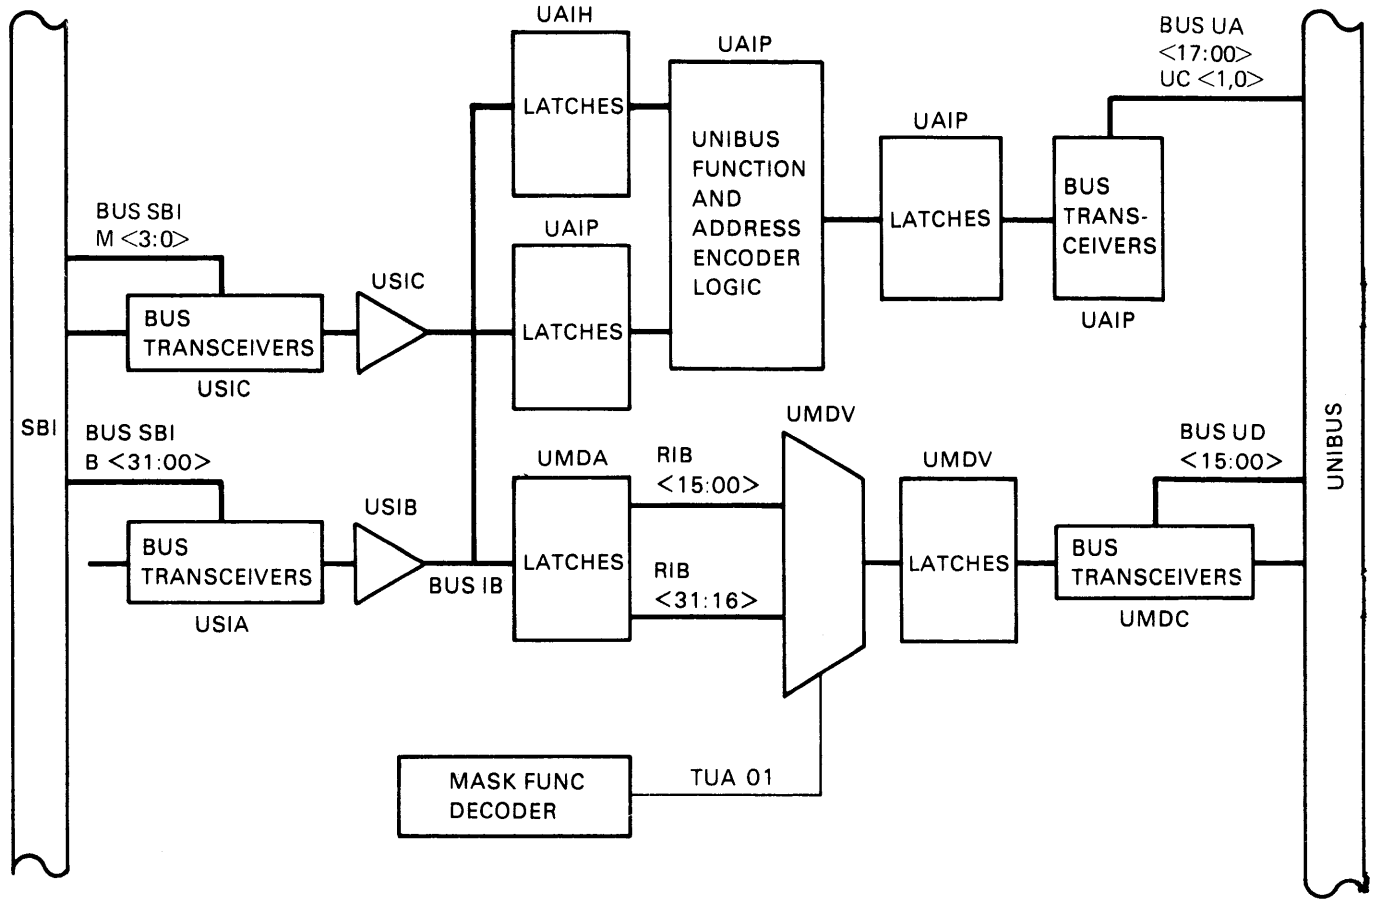 UAIH
LATCHES
UAIP
UNIBUS
FUNCTION
AND
ADDRESS
ENCODER
LOGIC
UAIP
LATCHES
BUS UA
<17:00>
UC <1,0>
BUS
TRANS-
CEIVERS
UAIP
BUS SBI
M <3:0>
BUS
TRANSCEIVERS
USIC
USIC
UAIP
LATCHES
SBI
BUS SBI
B <31:00>
BUS
TRANSCEIVERS
USIA
USIB
BUS IB
UMDA
LATCHES
RIB
<15:00>
RIB
<31:16>
UMDV
UMDV
LATCHES
BUS UD
<15:00>
BUS
TRANSCEIVERS
UMDC
UNIBUS
MASK FUNC
DECODER
TUA 01